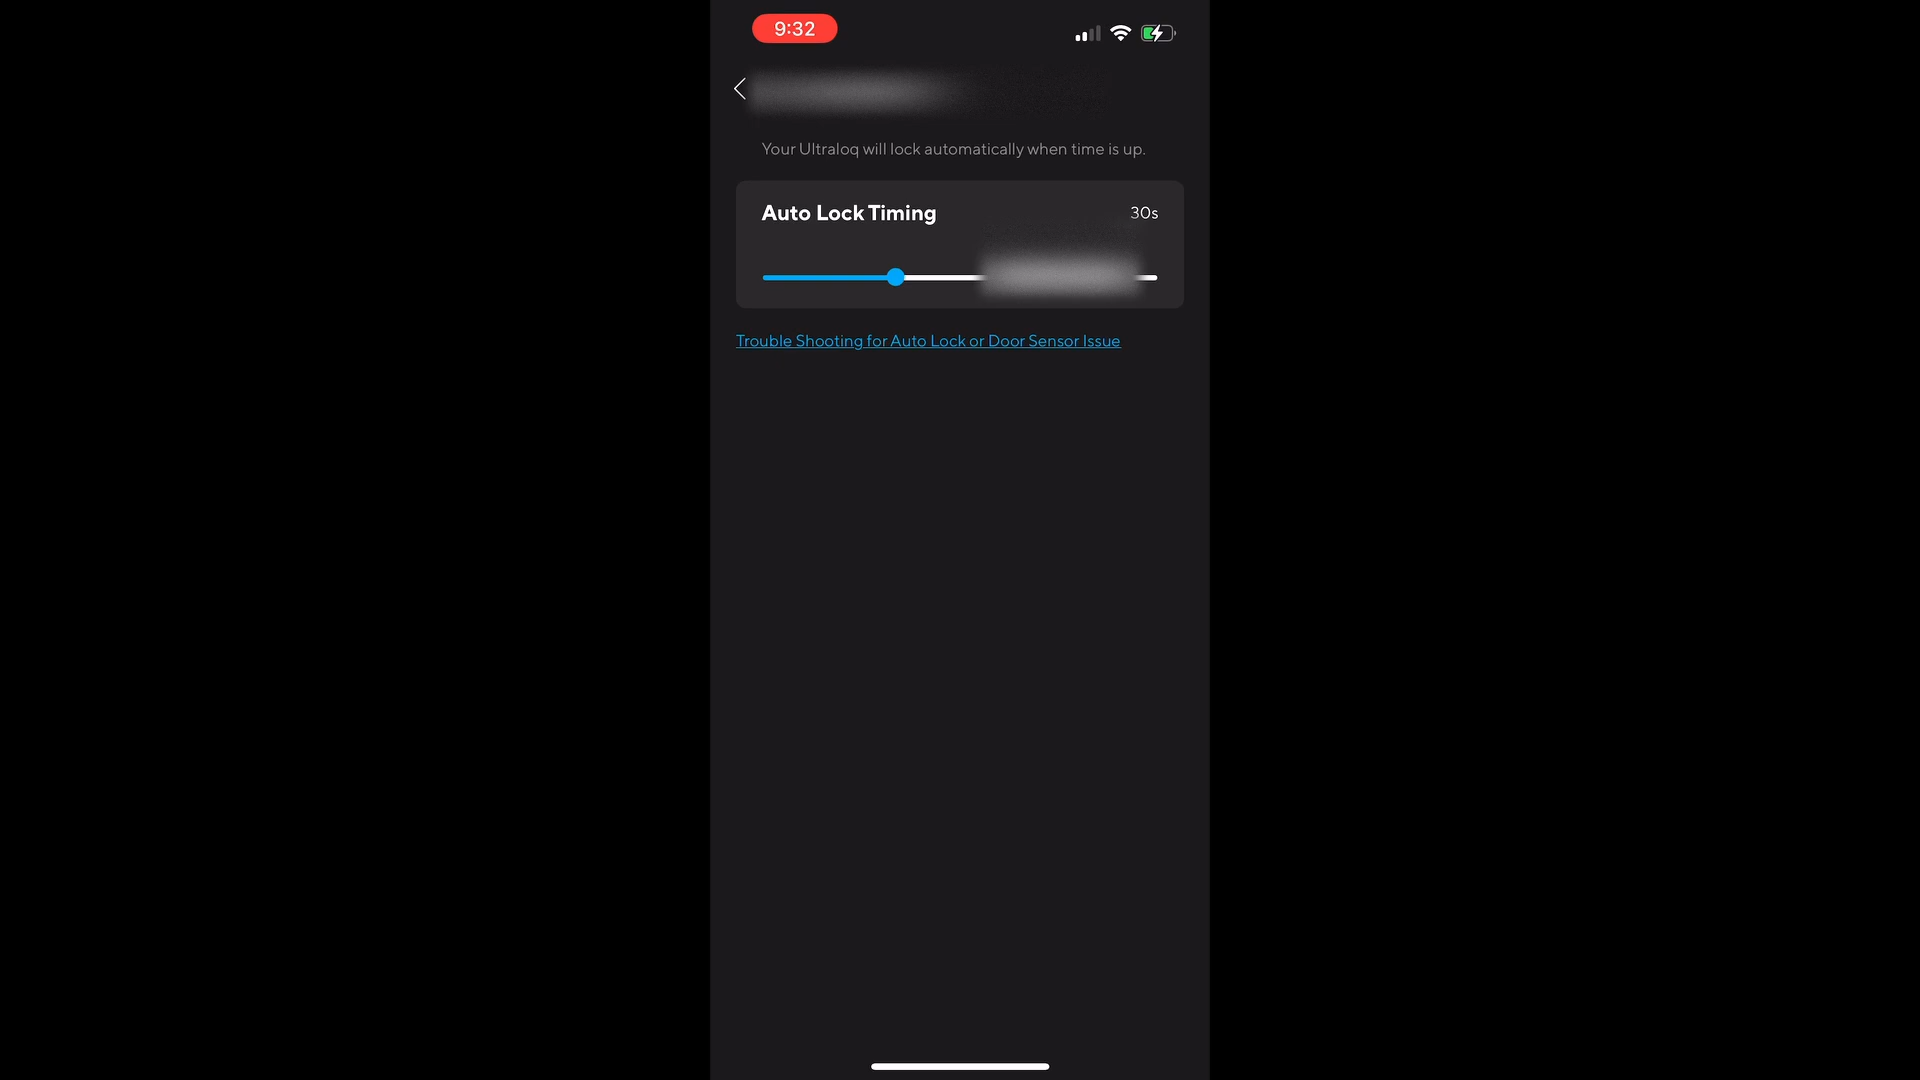 9:32
Your Ultraloq will lock automatically when time is up.
Auto Lock Timing 30s
Trouble Shooting for Auto Lock or Door Sensor Issue